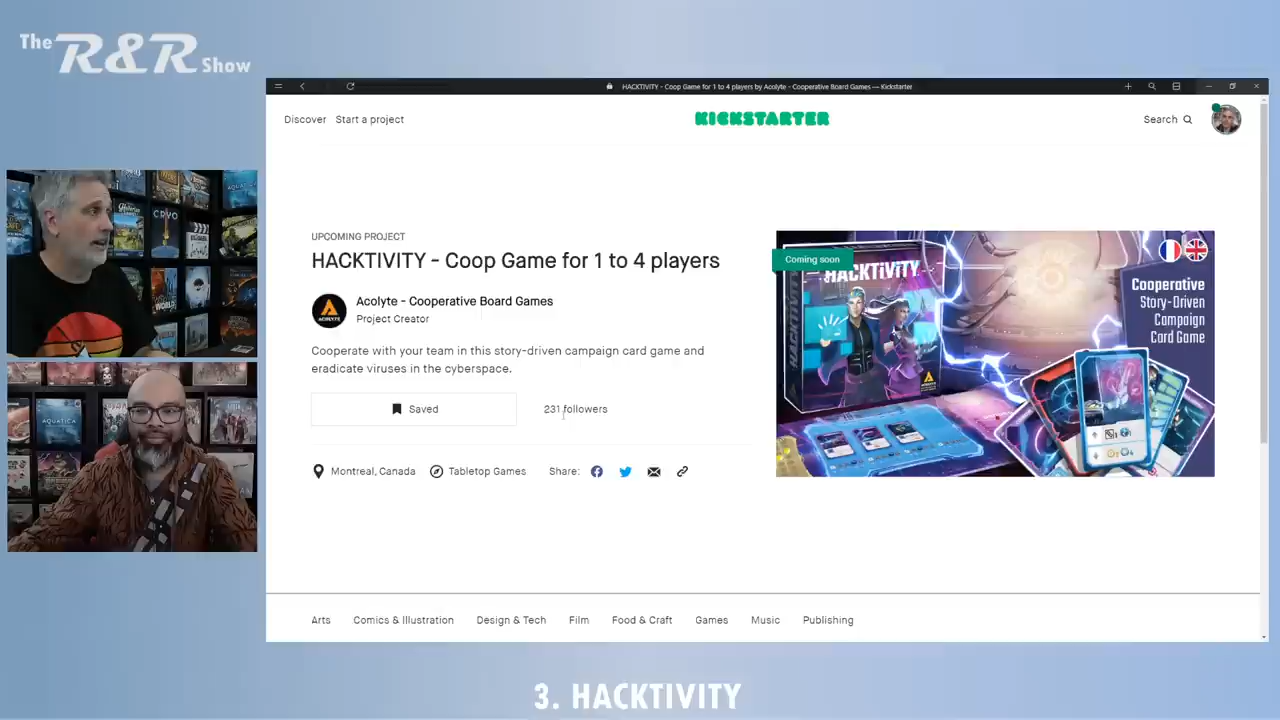 The R&R Show
HACKTIVITY - Coop Game for 1 to 4 players by Acolyte - Cooperative Board Games — Kickstarter
Discover Start a project
KICKSTARTER
Search
UPCOMING PROJECT
HACKTIVITY - Coop Game for 1 to 4 players
Acolyte - Cooperative Board Games
Project Creator
Cooperate with your team in this story-driven campaign card game and
eradicate viruses in the cyberspace.
Saved
231 followers
Montreal, Canada
Tabletop Games
Share:
Coming soon
HACKTIVITY
HACKTIVITY
ACOLYTE
Cooperative
Story-Driven
Campaign
Card Game
CRYO
AQUATICA
Arts Comics & Illustration Design & Tech Film Food & Craft Games Music Publishing
3. HACKTIVITY